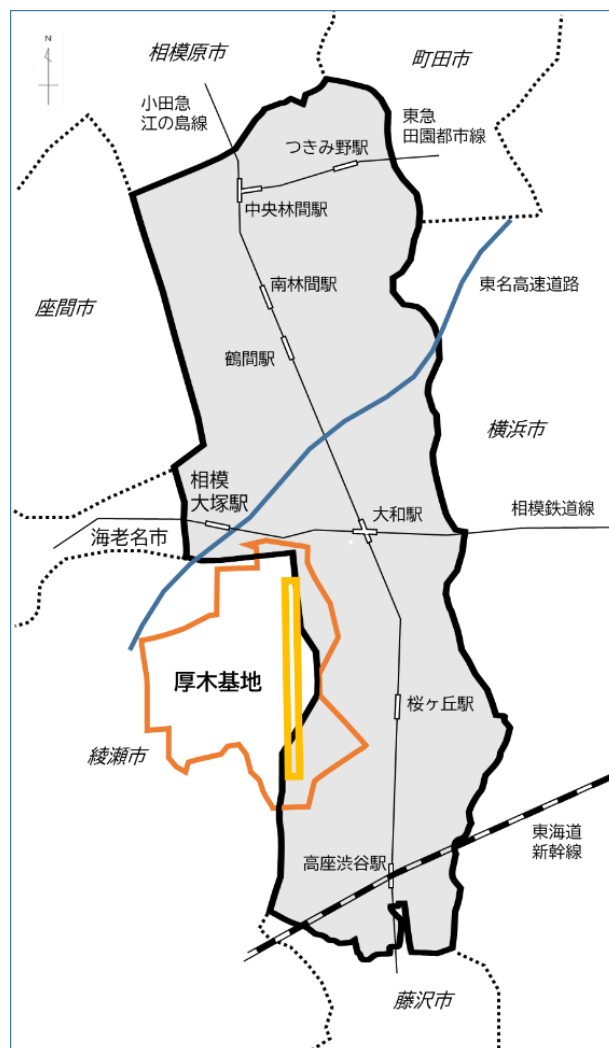 N
相模原市
町田市
小田急
江の島線
東急
田園都市線
つきみ野駅
中央林間駅
南林間駅
東名高速道路
座間市
鶴間駅
横浜市
相模
大塚駅
大和駅
相模鉄道線
海老名市
厚木基地
桜ヶ丘駅
綾瀬市
東海道
新幹線
高座渋谷駅
藤沢市